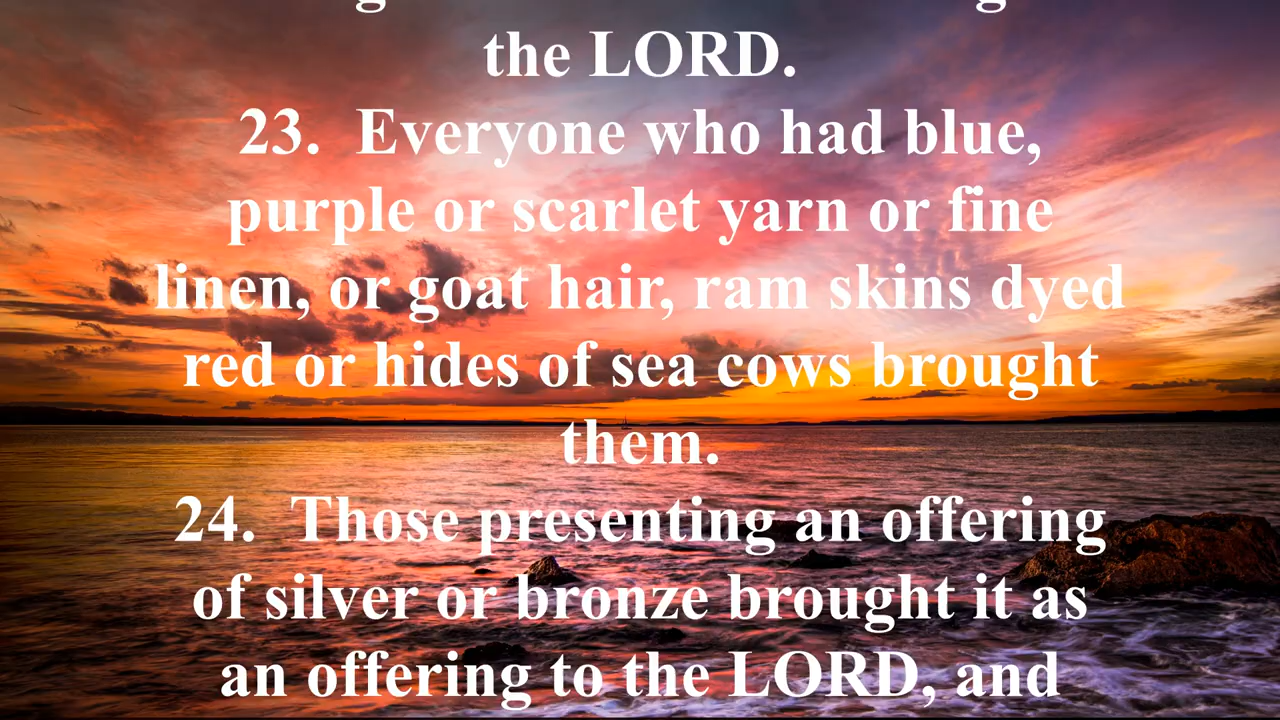 the LORD.
23. Everyone who had blue,
purple or scarlet yarn or fine
linen, or goat hair, ram skins dyed
red or hides of sea cows brought
them.
24. Those presenting an offering
of silver or bronze brought it as
an offering to the LORD, and